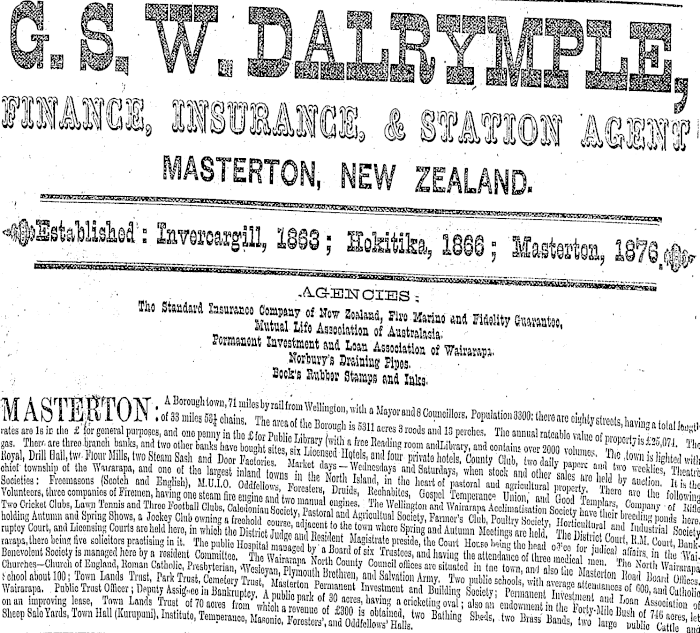 G. S. W. DALRYMPLE,
FINANCE, INSURANCE, & STATION AGENT
MASTERTON, NEW ZEALAND.
Established: Invercargill, 1863; Hokitika, 1866; Masterton, 1876.
AGENCIES:
The Standard Insurance Company of New Zealand, Fire Marine and Fidelity Guarantee,
Mutual Life Association of Australasia.
Permanent Investment and Loan Association of Wairarapa.
Norbury's Draining Pipes.
Book's Rubber Stamps and Inks.
MASTERTON: A Borough town, 71 miles by rail from Wellington, with a Mayor and 8 Councillors. Population 3300: there are eighty streets, having a total length
of 33 miles 53½ chains. The area of the Borough is 5311 acres 3 roods and 13 perches. The annual rateable value of property is £25,074. The
rates are 1s in the £ for general purposes, and one penny in the £ for Public Library (with a free Reading room and Library, and contains over 2000 volumes. The town is lighted with
gas. There are three branch banks, and two other banks have bought sites, six Licensed Hotels, and four private hotels, County Club, two daily papers and two weeklies, Theatre
Royal, Drill Hall, two Flour Mills, two Steam Sash and Door Factories. Market days—Wednesdays and Saturdays, when stock and other sales are held by auction. It is the
chief township of the Wairarapa, and one of the largest inland towns in the North Island, in the heart of pastoral and agricultural property. There are the following
Societies: Freemasons (Scotch and English), M.U.I.O. Oddfellows, Foresters, Druids, Rechabites, Gospel Temperance Union, and Good Templars, Company of Rifle
Volunteers, three companies of Firemen, having one steam fire engine and two manual engines. The Wellington and Wairarapa Acclimatisation Society have their breeding ponds here.
Two Cricket Clubs, Lawn Tennis and Three Football Clubs, Caledonian Society, Pastoral and Agricultural Society, Farmer's Club, Poultry Society, Horticultural and Industrial Society
holding Autumn and Spring Shows, a Jockey Club owning a freehold course, adjacent to the town where Spring and Autumn Meetings are held. The District Court, R.M. Court, Bank-
ruptcy Court, and Licensing Courts are held here, in which the District Judge and Resident Magistrate preside, the Court House being the head office for judicial affairs, in the Wai-
rarapa, there being five solicitors practising in it. The public Hospital managed by a Board of six Trustees, and having the attendance of three medical men. The North Wairarapa
Benevolent Society is managed here by a resident Committee. The Wairarapa North County Council offices are situated in tne town, and also the Masterton Road Board Offices,
Churches—Church of England, Roman Catholic, Presbyterian, Wesleyan, Plymouth Brethren, and Salvation Army. Two public schools, with average attendances of 600, and Catholic
school about 100; Town Lands Trust, Park Trust, Cemetery Trust, Masterton Permanent Investment and Building Society; Permanent Investment and Loan Association of
Wairarapa. Public Trust Officer; Deputy Assignee in Bankruptcy. A public park of 30 acres, having a cricketing oval; also an endowment in the Forty-Mile Bush of 746 acres, let
on an improving lease, Town Lands Trust of 70 acres from which a revenue of £300 is obtained, two Bathing Sheds, two Brass Bands, two large public Cattle and
Sheep Sale Yards, Town Hall (Kurupuni), Institute, Temperance, Masonic, Foresters', and Oddfellows' Halls.